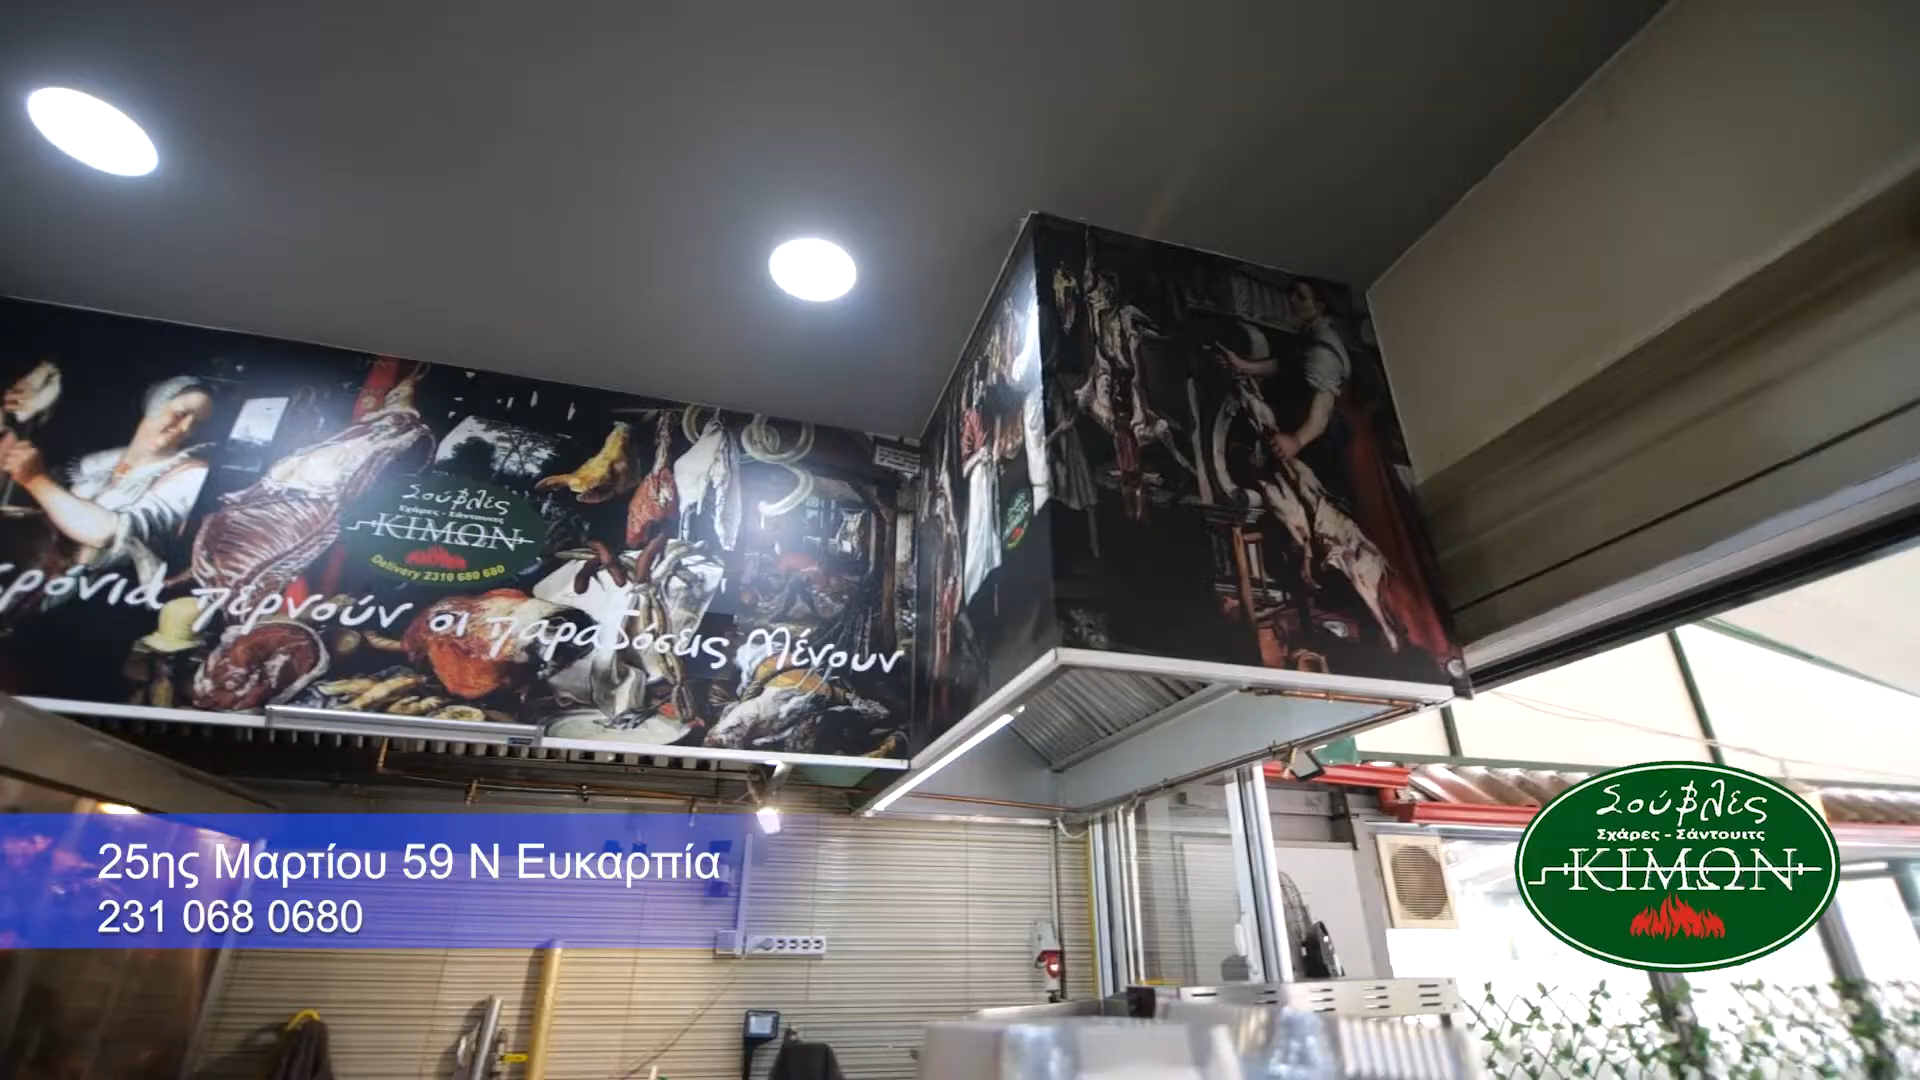 Σούβλες
Σχάρες - Σάντουιτς
ΚΙΜΩΝ
Delivery 2310 680 680
χρόνια περνούν οι παραδόσεις Μένουν
25ης Μαρτίου 59 Ν Ευκαρπία
231 068 0680
Σούβλες
Σχάρες - Σάντουιτς
ΚΙΜΩΝ